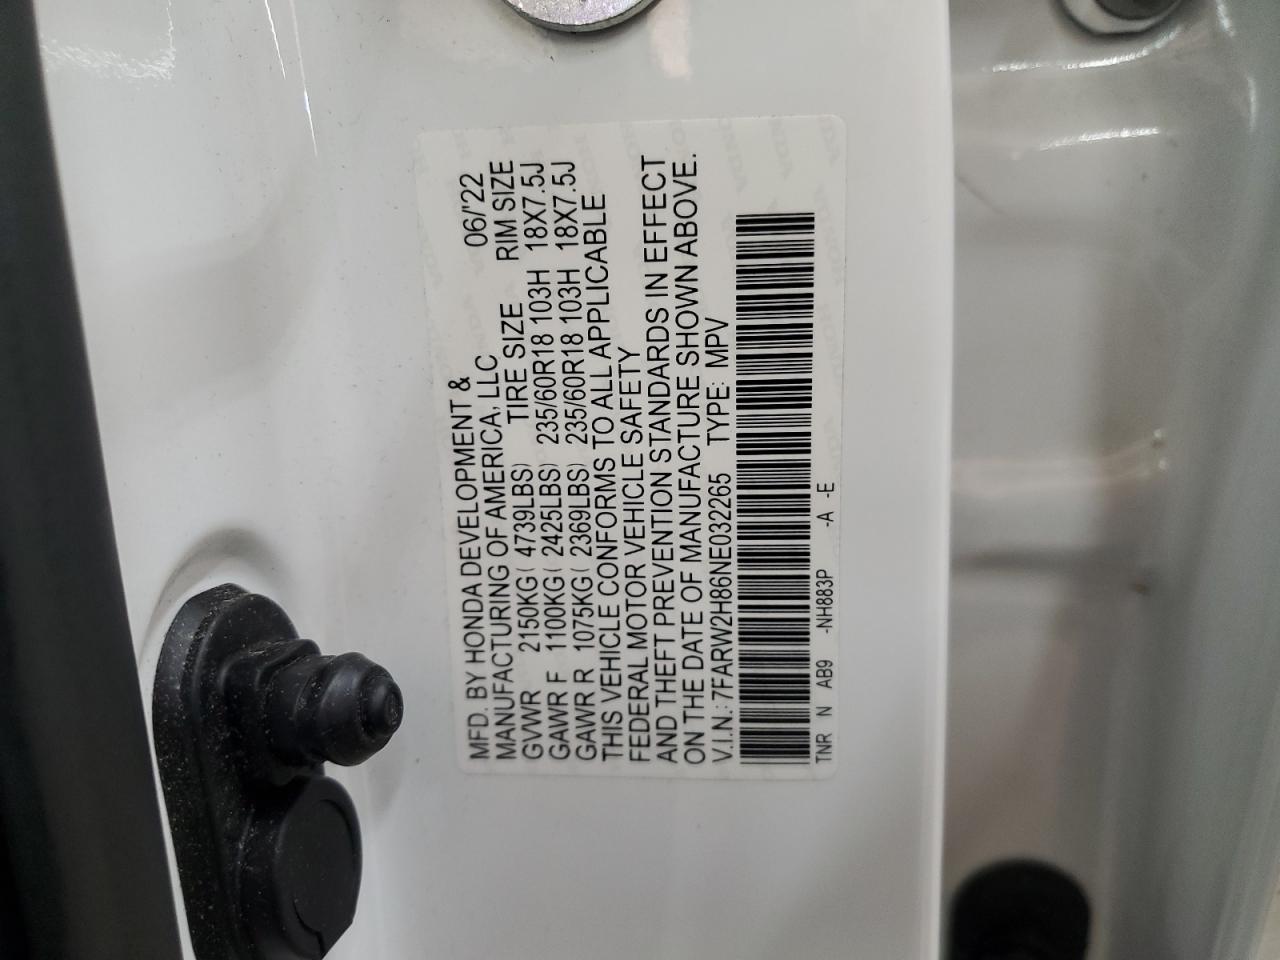 MFD. BY HONDA DEVELOPMENT &
MANUFACTURING OF AMERICA, LLC 06/'22
GVWR 2150KG( 4739LBS) TIRE SIZE RIM SIZE
GAWR F 1100KG( 2425LBS) 235/60R18 103H 18X7.5J
GAWR R 1075KG( 2369LBS) 235/60R18 103H 18X7.5J
THIS VEHICLE CONFORMS TO ALL APPLICABLE
FEDERAL MOTOR VEHICLE SAFETY
AND THEFT PREVENTION STANDARDS IN EFFECT
ON THE DATE OF MANUFACTURE SHOWN ABOVE.
V.I.N.: 7FARW2H86NE032265 TYPE: MPV
TNR N AB9 -NH883P -A -E